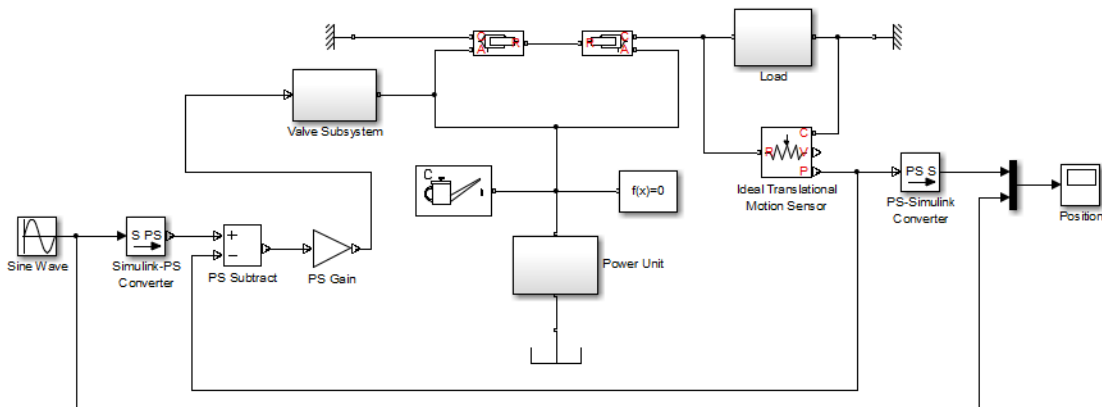 C
A
R
R
C
A
Load
Valve Subsystem
C
f(x)=0
R
C
V
P
Ideal Translational
Motion Sensor
PS S
PS-Simulink
Converter
Position
Sine Wave
S PS
Simulink-PS
Converter
+
−
PS Subtract
PS Gain
Power Unit